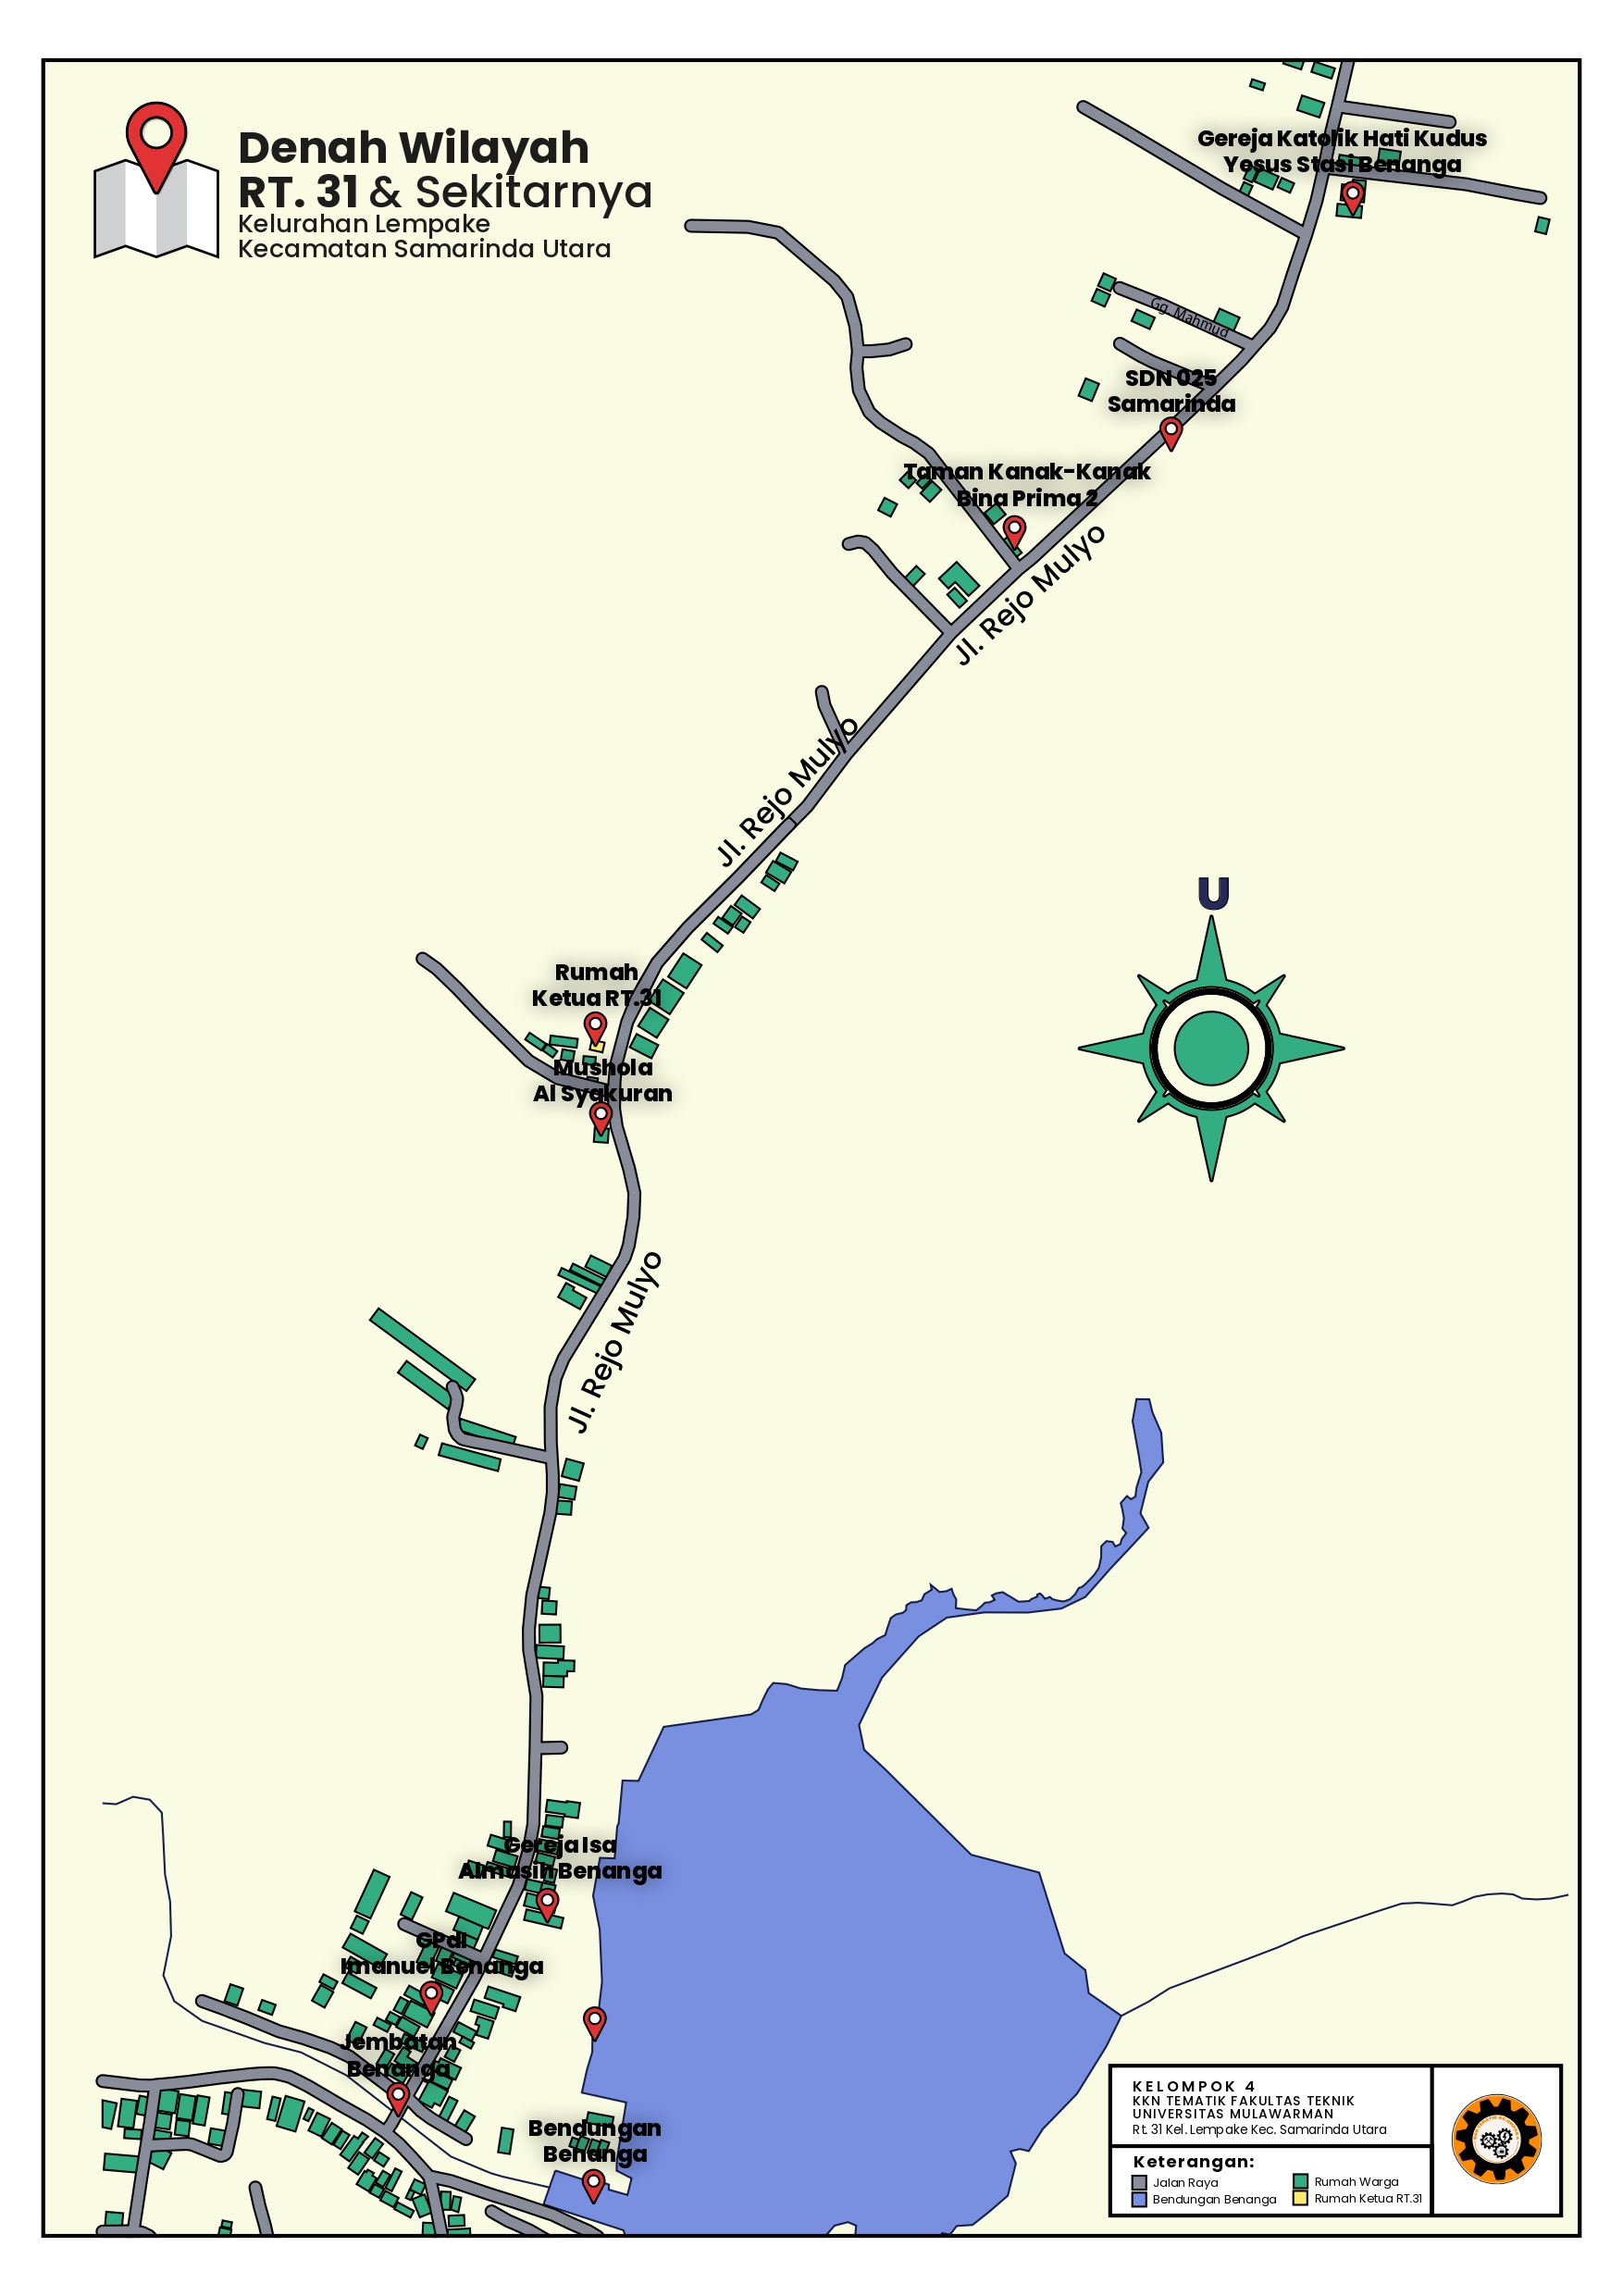 Denah Wilayah
RT. 31 & Sekitarnya
Kelurahan Lempake
Kecamatan Samarinda Utara
Gereja Katolik Hati Kudus
Yesus Stasi Benanga
Gg. Mahmud
SDN 025
Samarinda
Taman Kanak-Kanak
Bina Prima 2
Jl. Rejo Mulyo
Jl. Rejo Mulyo
U
Rumah
Ketua RT.31
Mushola
Al Syakuran
Jl. Rejo Mulyo
Gereja Isa
Almasih Benanga
GPdI
Imanuel Benanga
Jembatan
Benanga
Bendungan
Benanga
KELOMPOK 4
KKN TEMATIK FAKULTAS TEKNIK
UNIVERSITAS MULAWARMAN
Rt. 31 Kel. Lempake Kec. Samarinda Utara
Keterangan:
Jalan Raya
Rumah Warga
Bendungan Benanga
Rumah Ketua RT.31